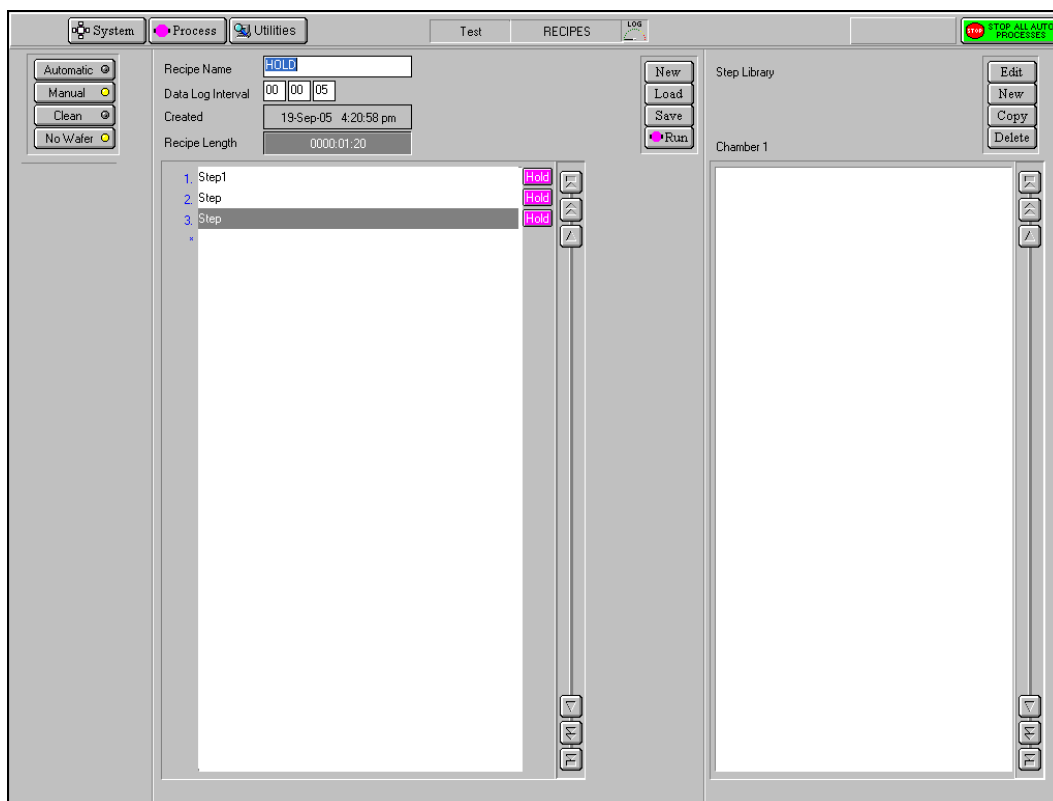 System Process Utilities Test RECIPES LOG STOP STOP ALL AUTO PROCESSES
Automatic
Manual
Clean
No Wafer
Recipe Name HOLD
Data Log Interval 00 00 05
Created 19-Sep-05 4:20:58 pm
Recipe Length 0000:01:20
New
Load
Save
Run
1. Step1 Hold
2. Step Hold
3. Step Hold
*
Step Library
Chamber 1
Edit
New
Copy
Delete